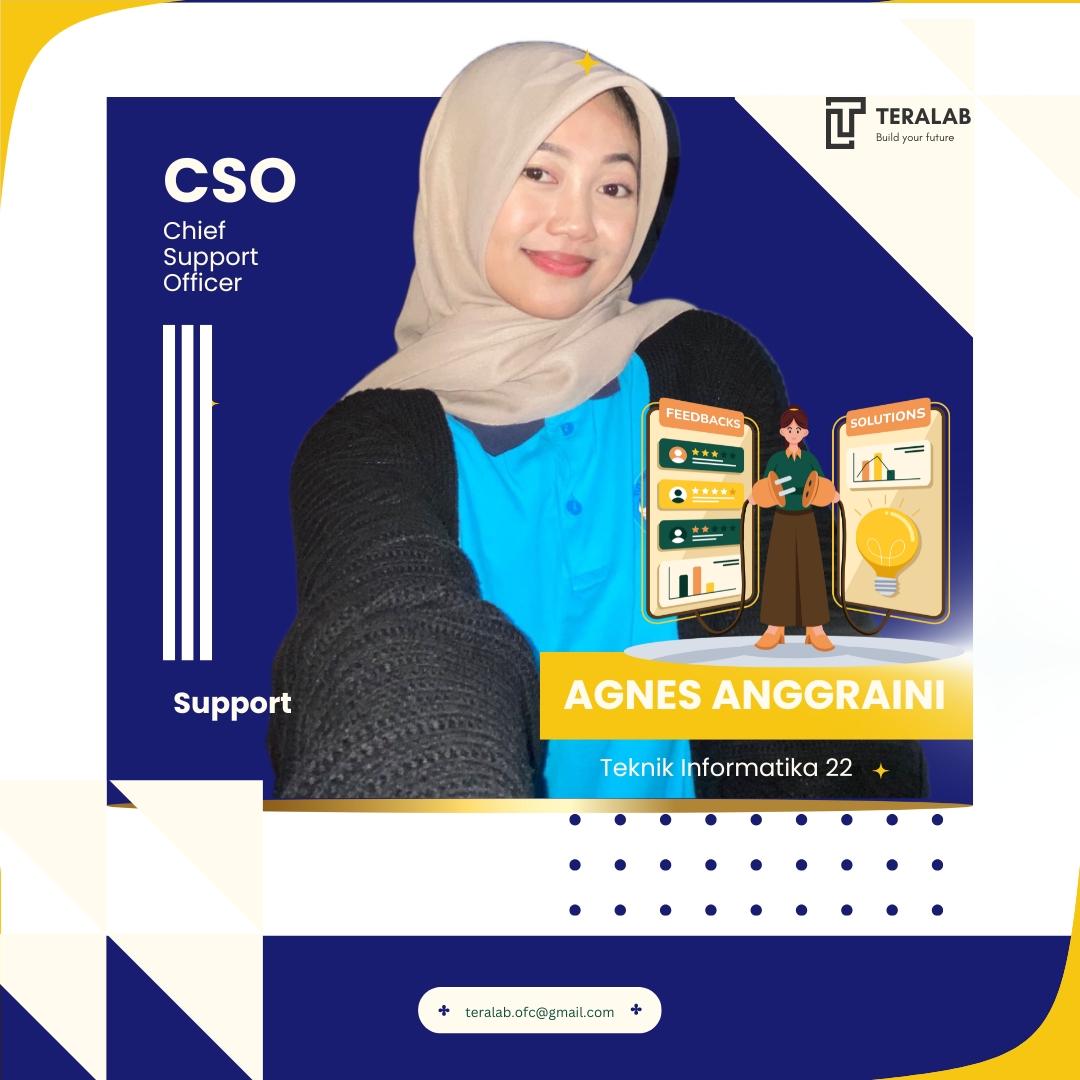 TERALAB
Build your future
CSO
Chief
Support
Officer
FEEDBACKS
SOLUTIONS
Support
AGNES ANGGRAINI
Teknik Informatika 22
teralab.ofc@gmail.com